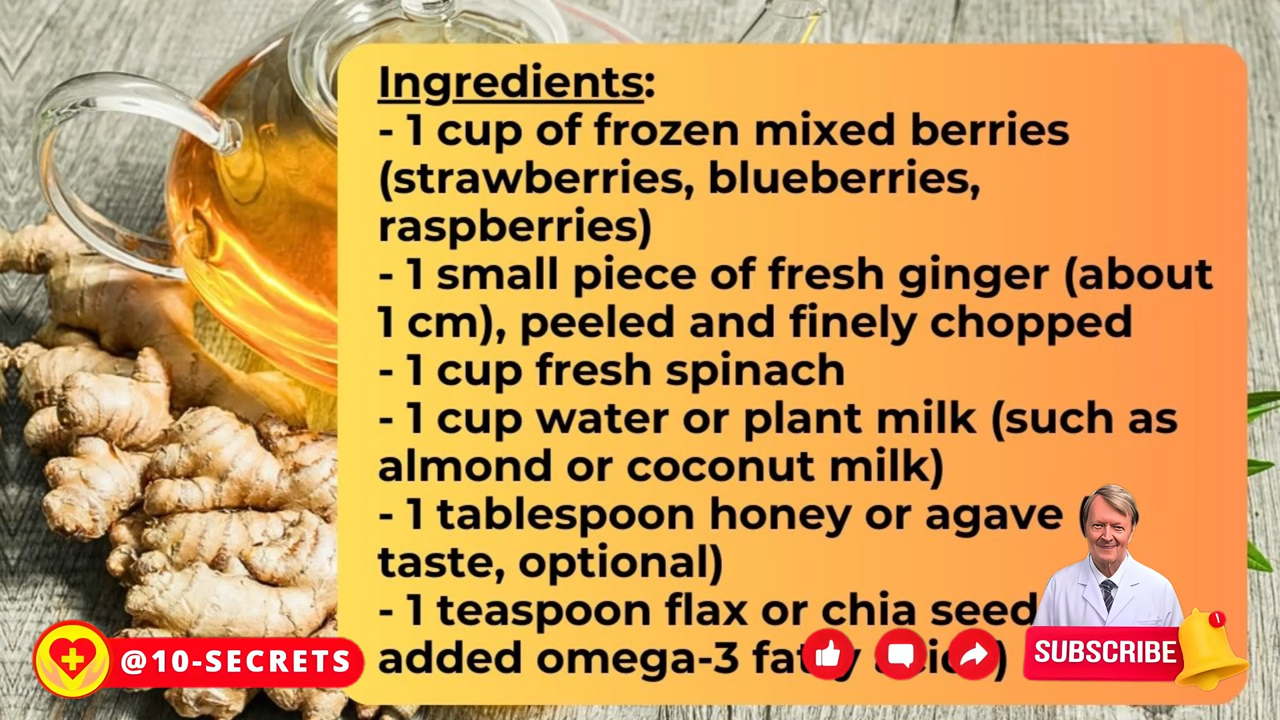 Ingredients:
- 1 cup of frozen mixed berries
(strawberries, blueberries,
raspberries)
- 1 small piece of fresh ginger (about
1 cm), peeled and finely chopped
- 1 cup fresh spinach
- 1 cup water or plant milk (such as
almond or coconut milk)
- 1 tablespoon honey or agave
taste, optional)
- 1 teaspoon flax or chia seed
added omega-3
@10-SECRETS
SUBSCRIBE
1